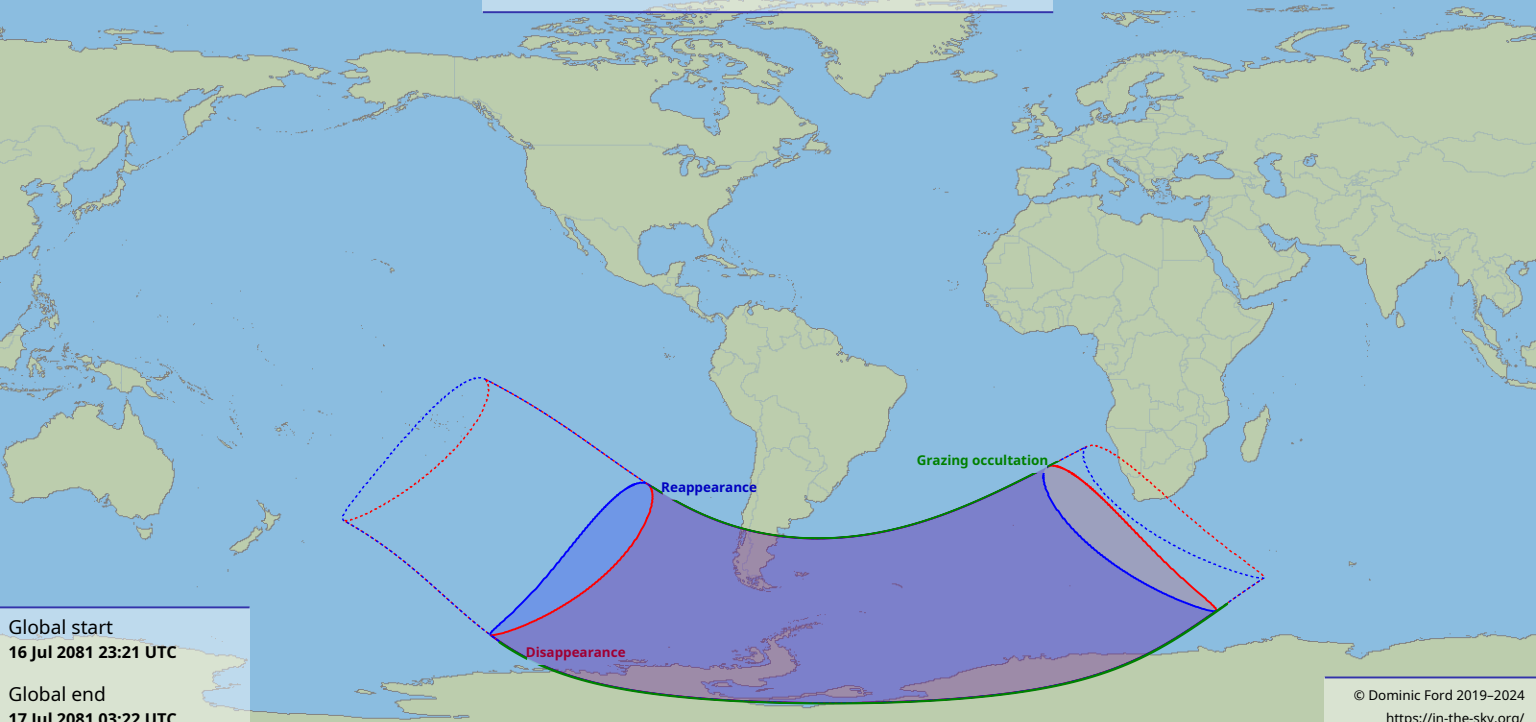 Grazing occultation
Reappearance
Disappearance
Global start
16 Jul 2081 23:21 UTC
Global end
17 Jul 2081 03:22 UTC
© Dominic Ford 2019–2024
https://in-the-sky.org/